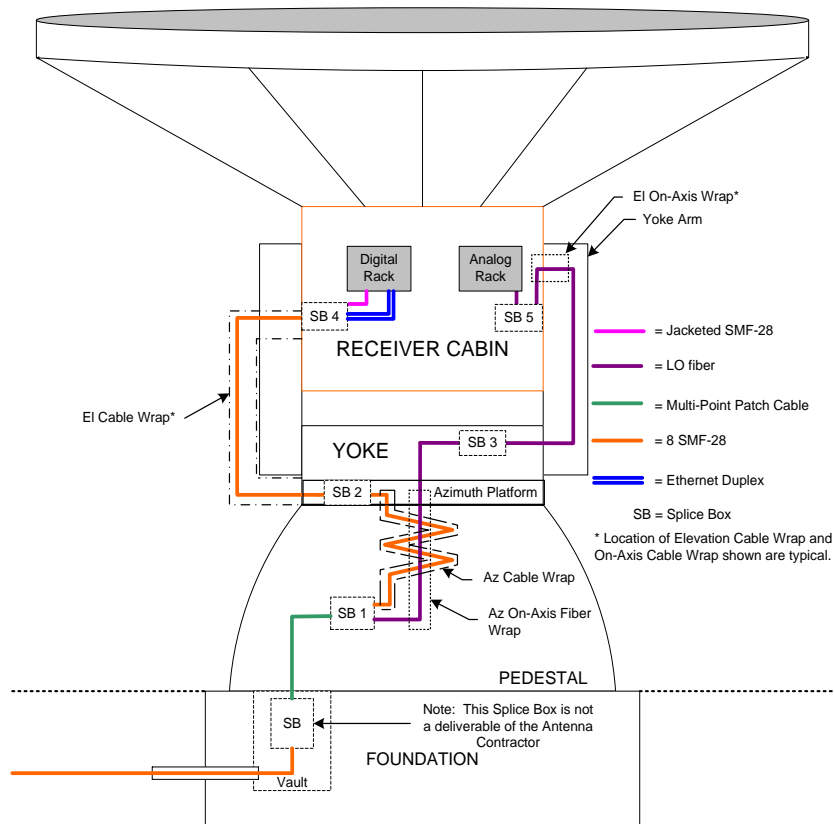 El On-Axis Wrap*
Yoke Arm
Digital
Rack
Analog
Rack
SB 4
SB 5
RECEIVER CABIN
= Jacketed SMF-28
= LO fiber
= Multi-Point Patch Cable
= 8 SMF-28
= Ethernet Duplex
SB = Splice Box
* Location of Elevation Cable Wrap and
On-Axis Cable Wrap shown are typical.
El Cable Wrap*
YOKE
SB 3
SB 2
Azimuth Platform
Az Cable Wrap
SB 1
Az On-Axis Fiber
Wrap
PEDESTAL
SB
Note: This Splice Box is not
a deliverable of the Antenna
Contractor
FOUNDATION
Vault